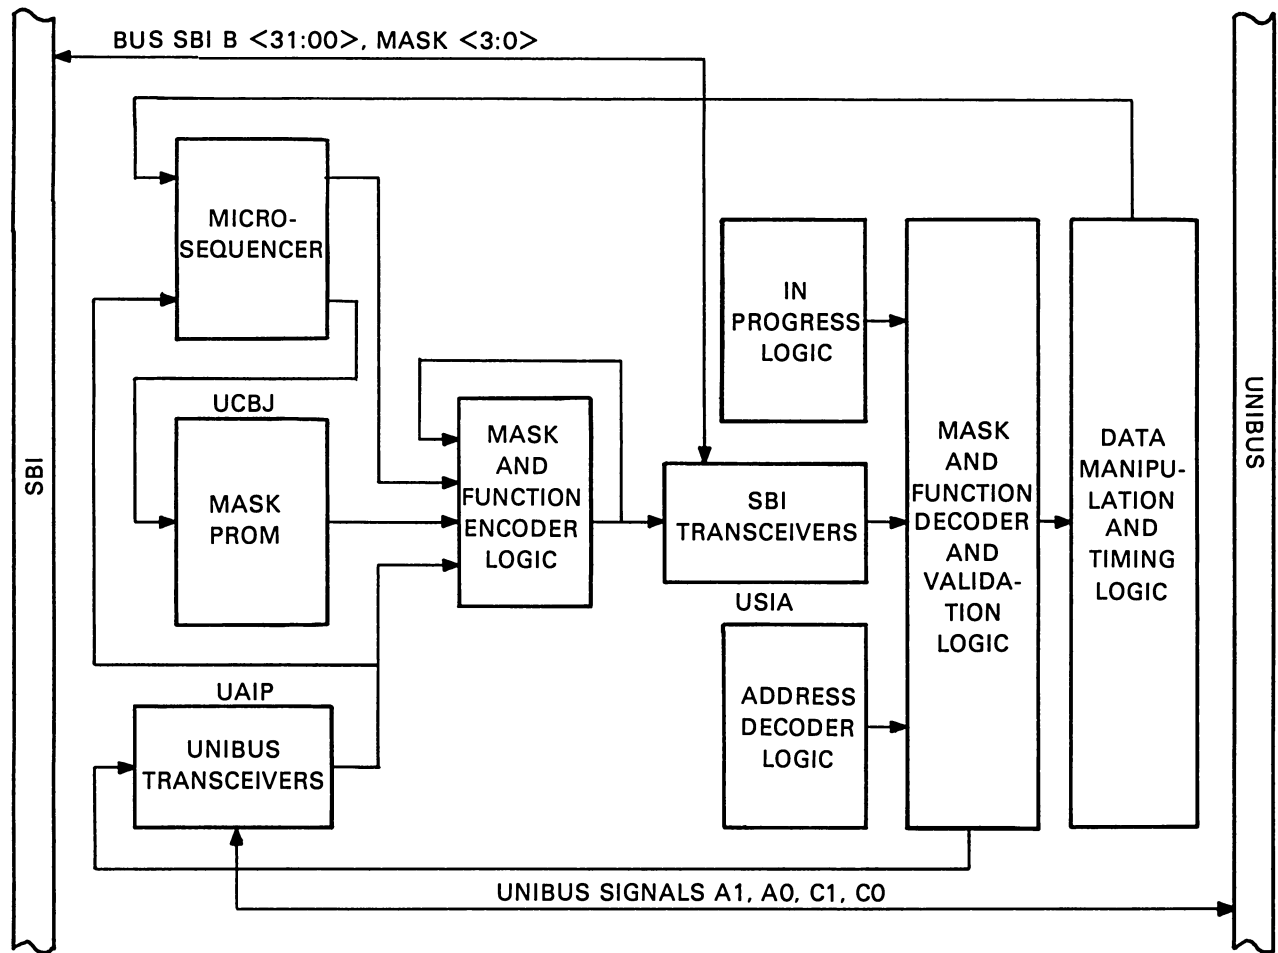 BUS SBI B <31:00>, MASK <3:0>
SBI
MICRO-
SEQUENCER
UCBJ
MASK
PROM
UAIP
UNIBUS
TRANSCEIVERS
MASK
AND
FUNCTION
ENCODER
LOGIC
IN
PROGRESS
LOGIC
SBI
TRANSCEIVERS
USIA
ADDRESS
DECODER
LOGIC
MASK
AND
FUNCTION
DECODER
AND
VALIDA-
TION
LOGIC
DATA
MANIPU-
LATION
AND
TIMING
LOGIC
UNIBUS
UNIBUS SIGNALS A1, A0, C1, C0